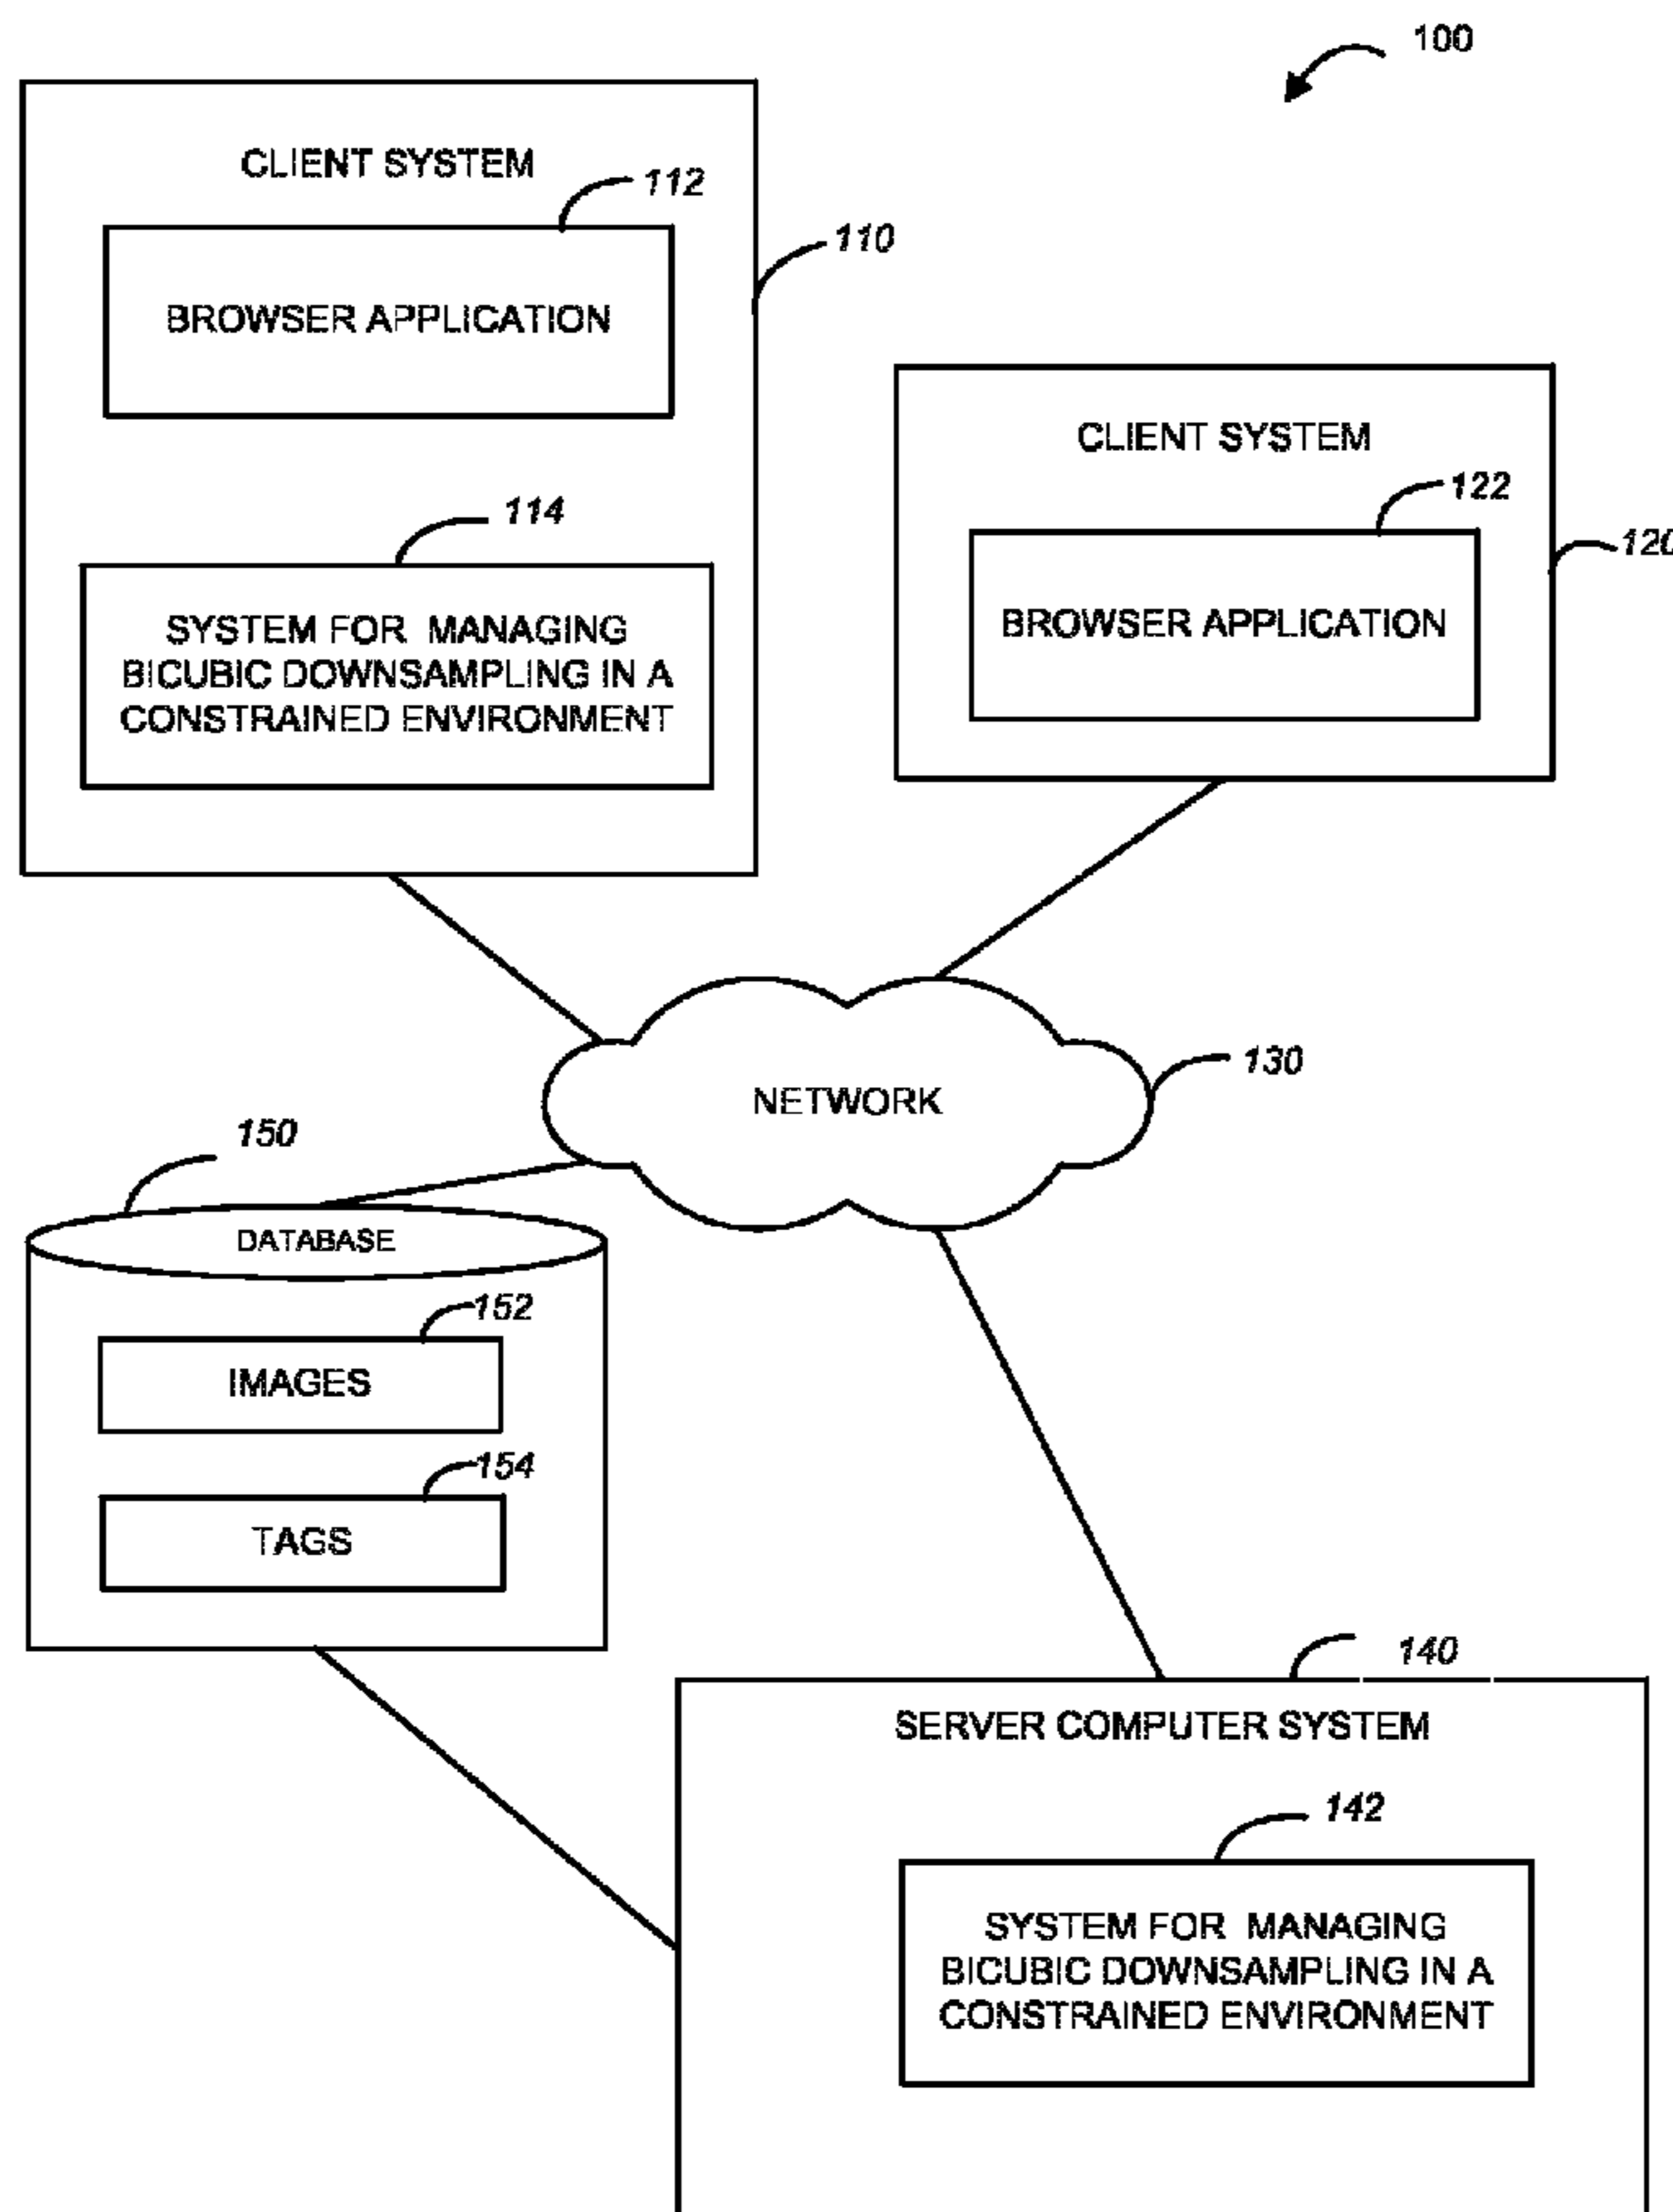 100
CLIENT SYSTEM
112
110
BROWSER APPLICATION
CLIENT SYSTEM
122
114
120
BROWSER APPLICATION
SYSTEM FOR MANAGING
BICUBIC DOWNSAMPLING IN A
CONSTRAINED ENVIRONMENT
130
NETWORK
150
DATABASE
152
IMAGES
154
TAGS
140
SERVER COMPUTER SYSTEM
142
SYSTEM FOR MANAGING
BICUBIC DOWNSAMPLING IN A
CONSTRAINED ENVIRONMENT